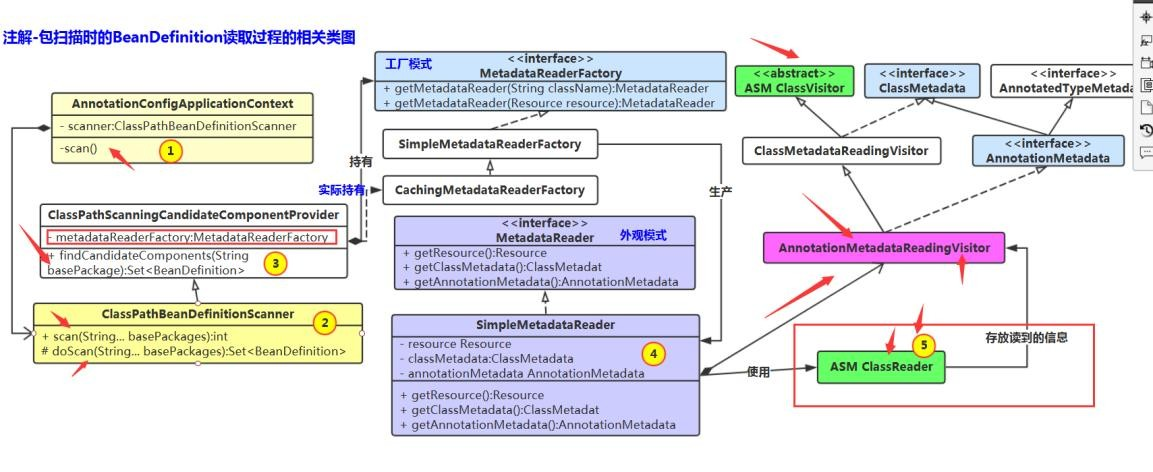 注解-包扫描时的BeanDefinition读取过程的相关类图
AnnotationConfigApplicationContext
- scanner:ClassPathBeanDefinitionScanner
-scan()
1
持有
实际持有
ClassPathScanningCandidateComponentProvider
- metadataReaderFactory:MetadataReaderFactory
+ findCandidateComponents(String
basePackage):Set<BeanDefinition>
3
ClassPathBeanDefinitionScanner
2
+ scan(String... basePackages):int
# doScan(String... basePackages):Set<BeanDefinition>
工厂模式
<<interface>>
MetadataReaderFactory
+ getMetadataReader(String className):MetadataReader
+ getMetadataReader(Resource resource):MetadataReader
SimpleMetadataReaderFactory
CachingMetadataReaderFactory
生产
<<interface>>
MetadataReader
外观模式
+ getResource():Resource
+ getClassMetadata():ClassMetadat
+ getAnnotationMetadata():AnnotationMetadata
SimpleMetadataReader
- resource Resource
- classMetadata:ClassMetadata
- annotationMetadata AnnotationMetadata
4
+ getResource():Resource
+ getClassMetadata():ClassMetadat
+ getAnnotationMetadata():AnnotationMetadata
<<abstract>>
ASM ClassVisitor
<<interface>>
ClassMetadata
<<interface>>
AnnotatedTypeMetada
ClassMetadataReadingVisitor
<<interface>>
AnnotationMetadata
AnnotationMetadataReadingVisitor
存放读到的信息
5
使用
ASM ClassReader